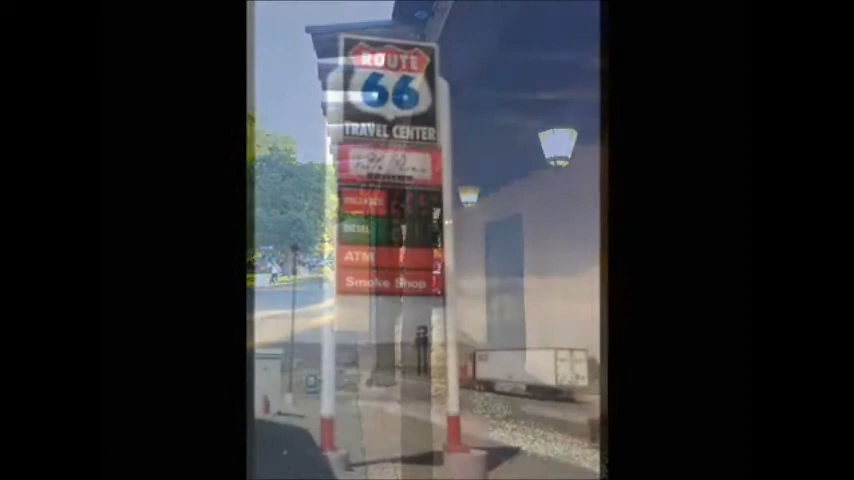 ROUTE
66
TRAVEL CENTER
DIESEL
ATM
Smoke Shop